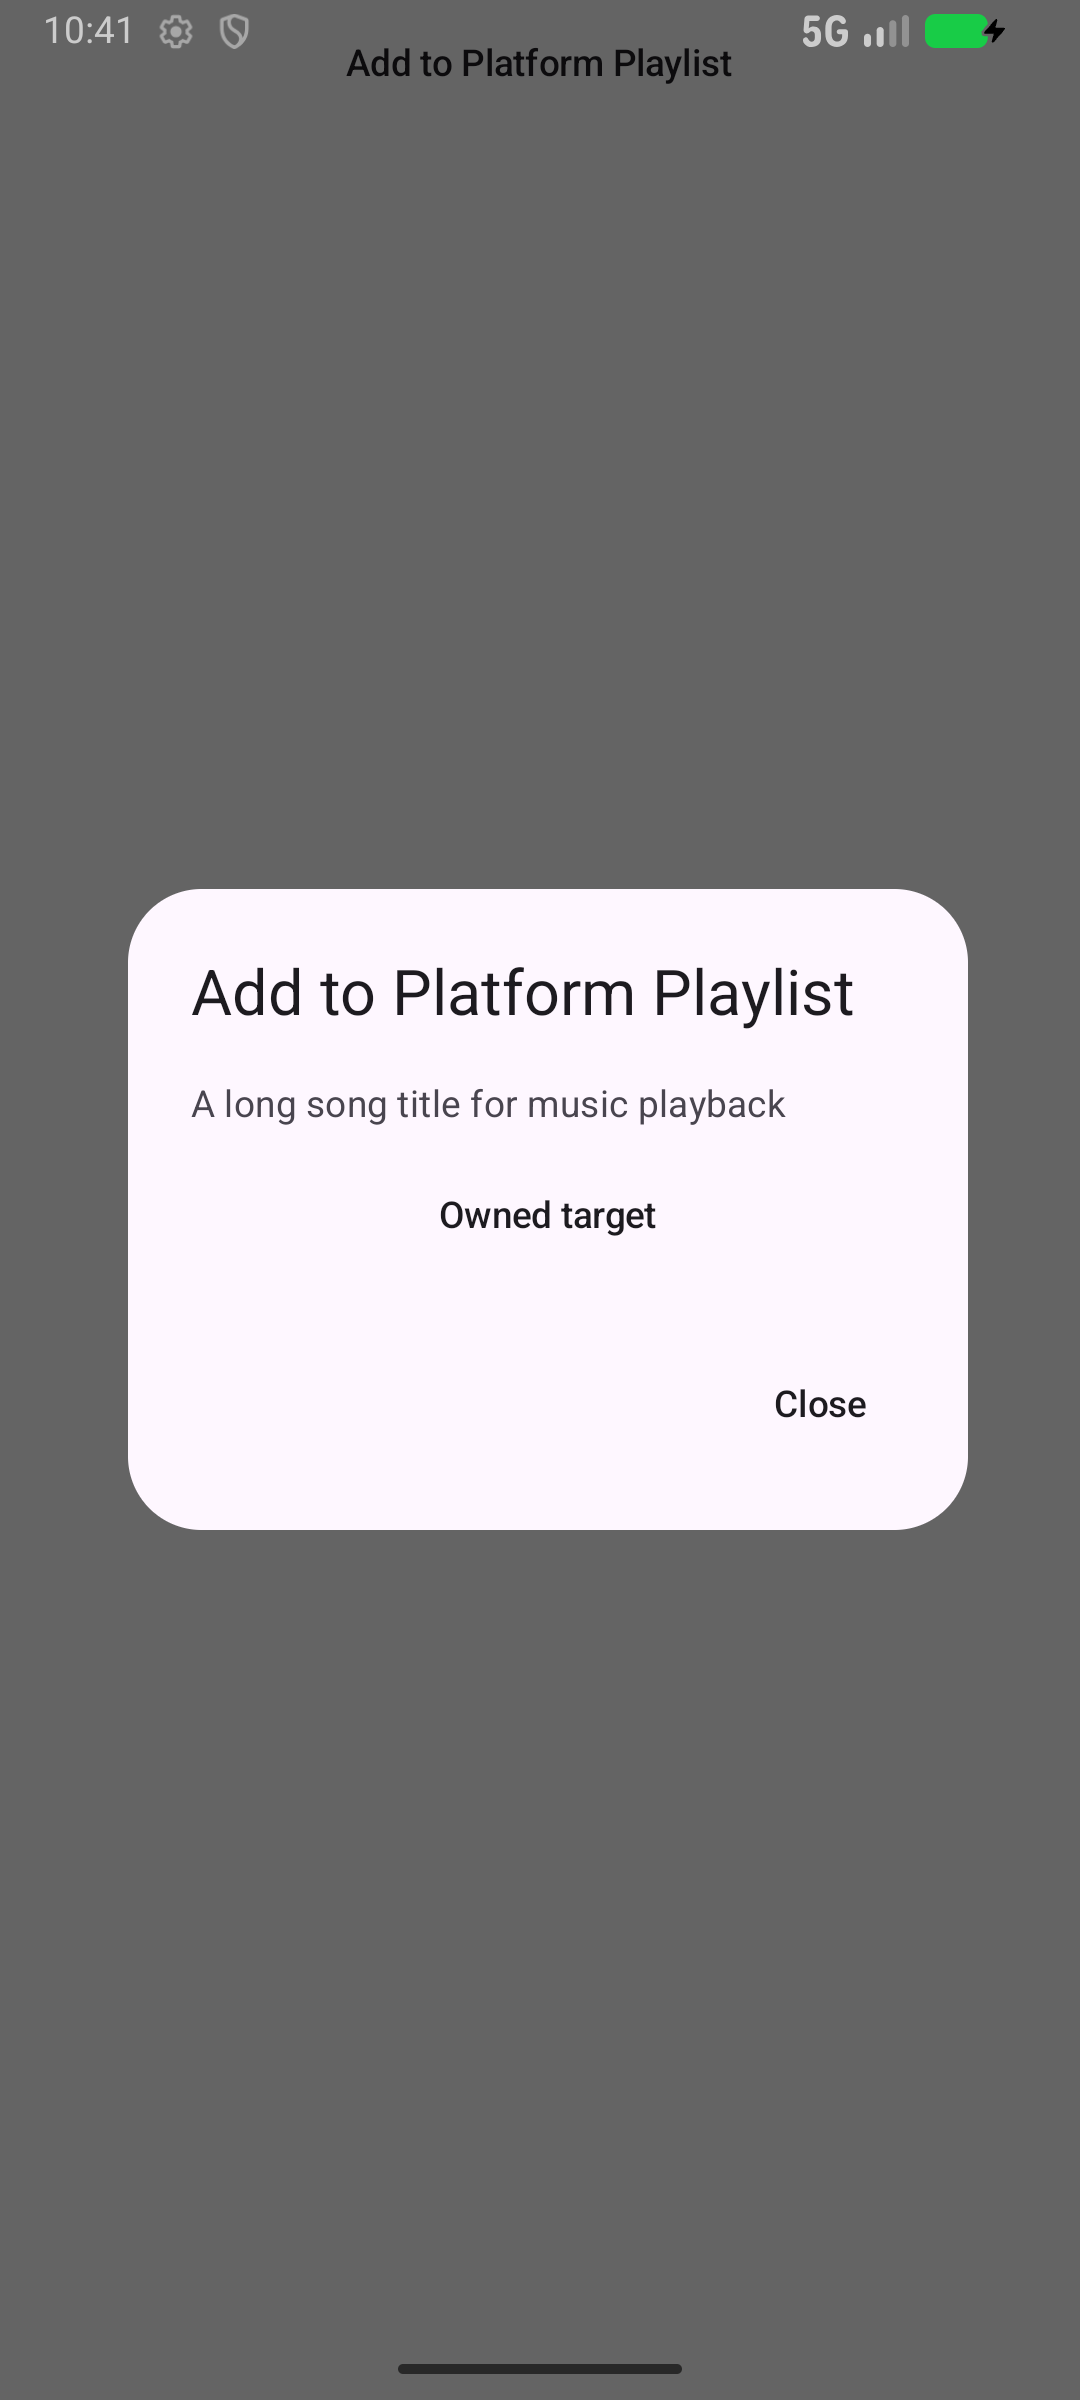 10:41
5G
Add to Platform Playlist
Add to Platform Playlist
A long song title for music playback
Owned target
Close